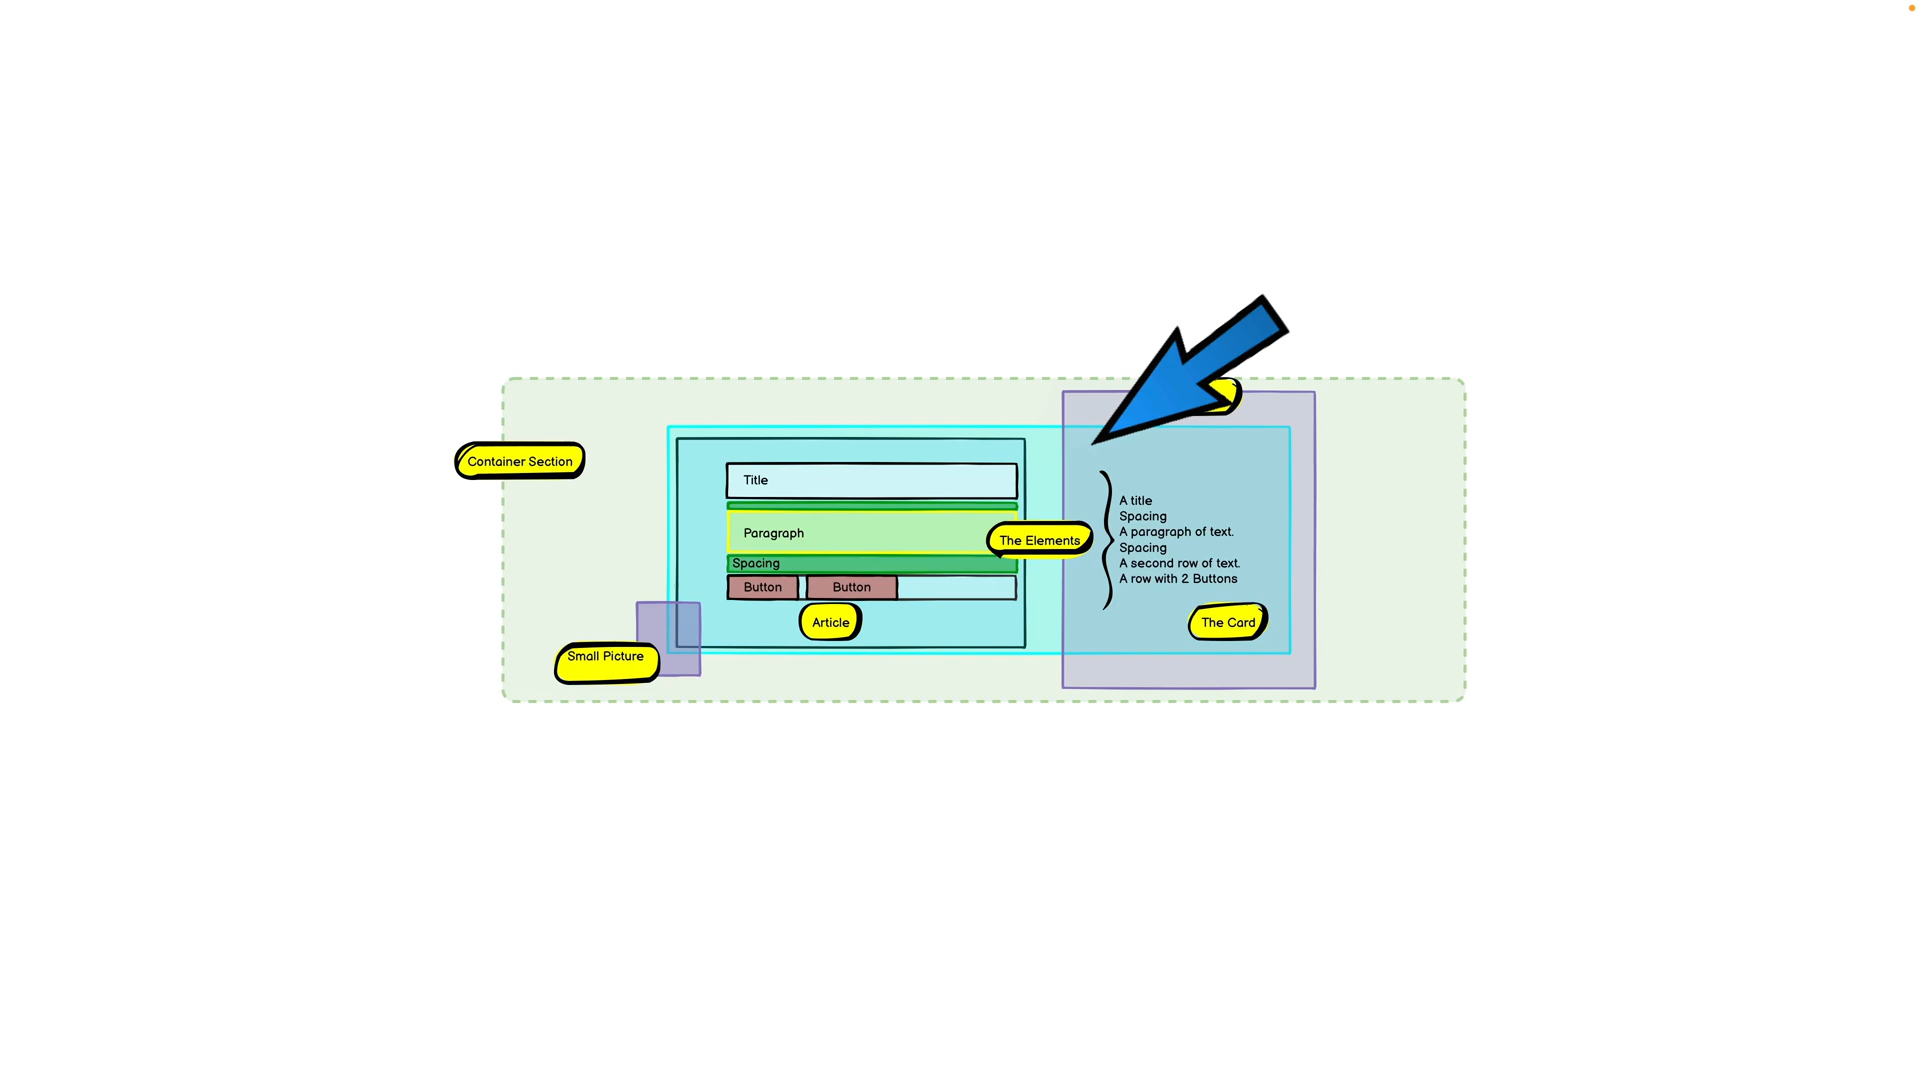 Container Section
Title
Paragraph
Spacing
Button
Button
Article
Small Picture
The Elements
A title
Spacing
A paragraph of text.
Spacing
A second row of text.
A row with 2 Buttons
The Card